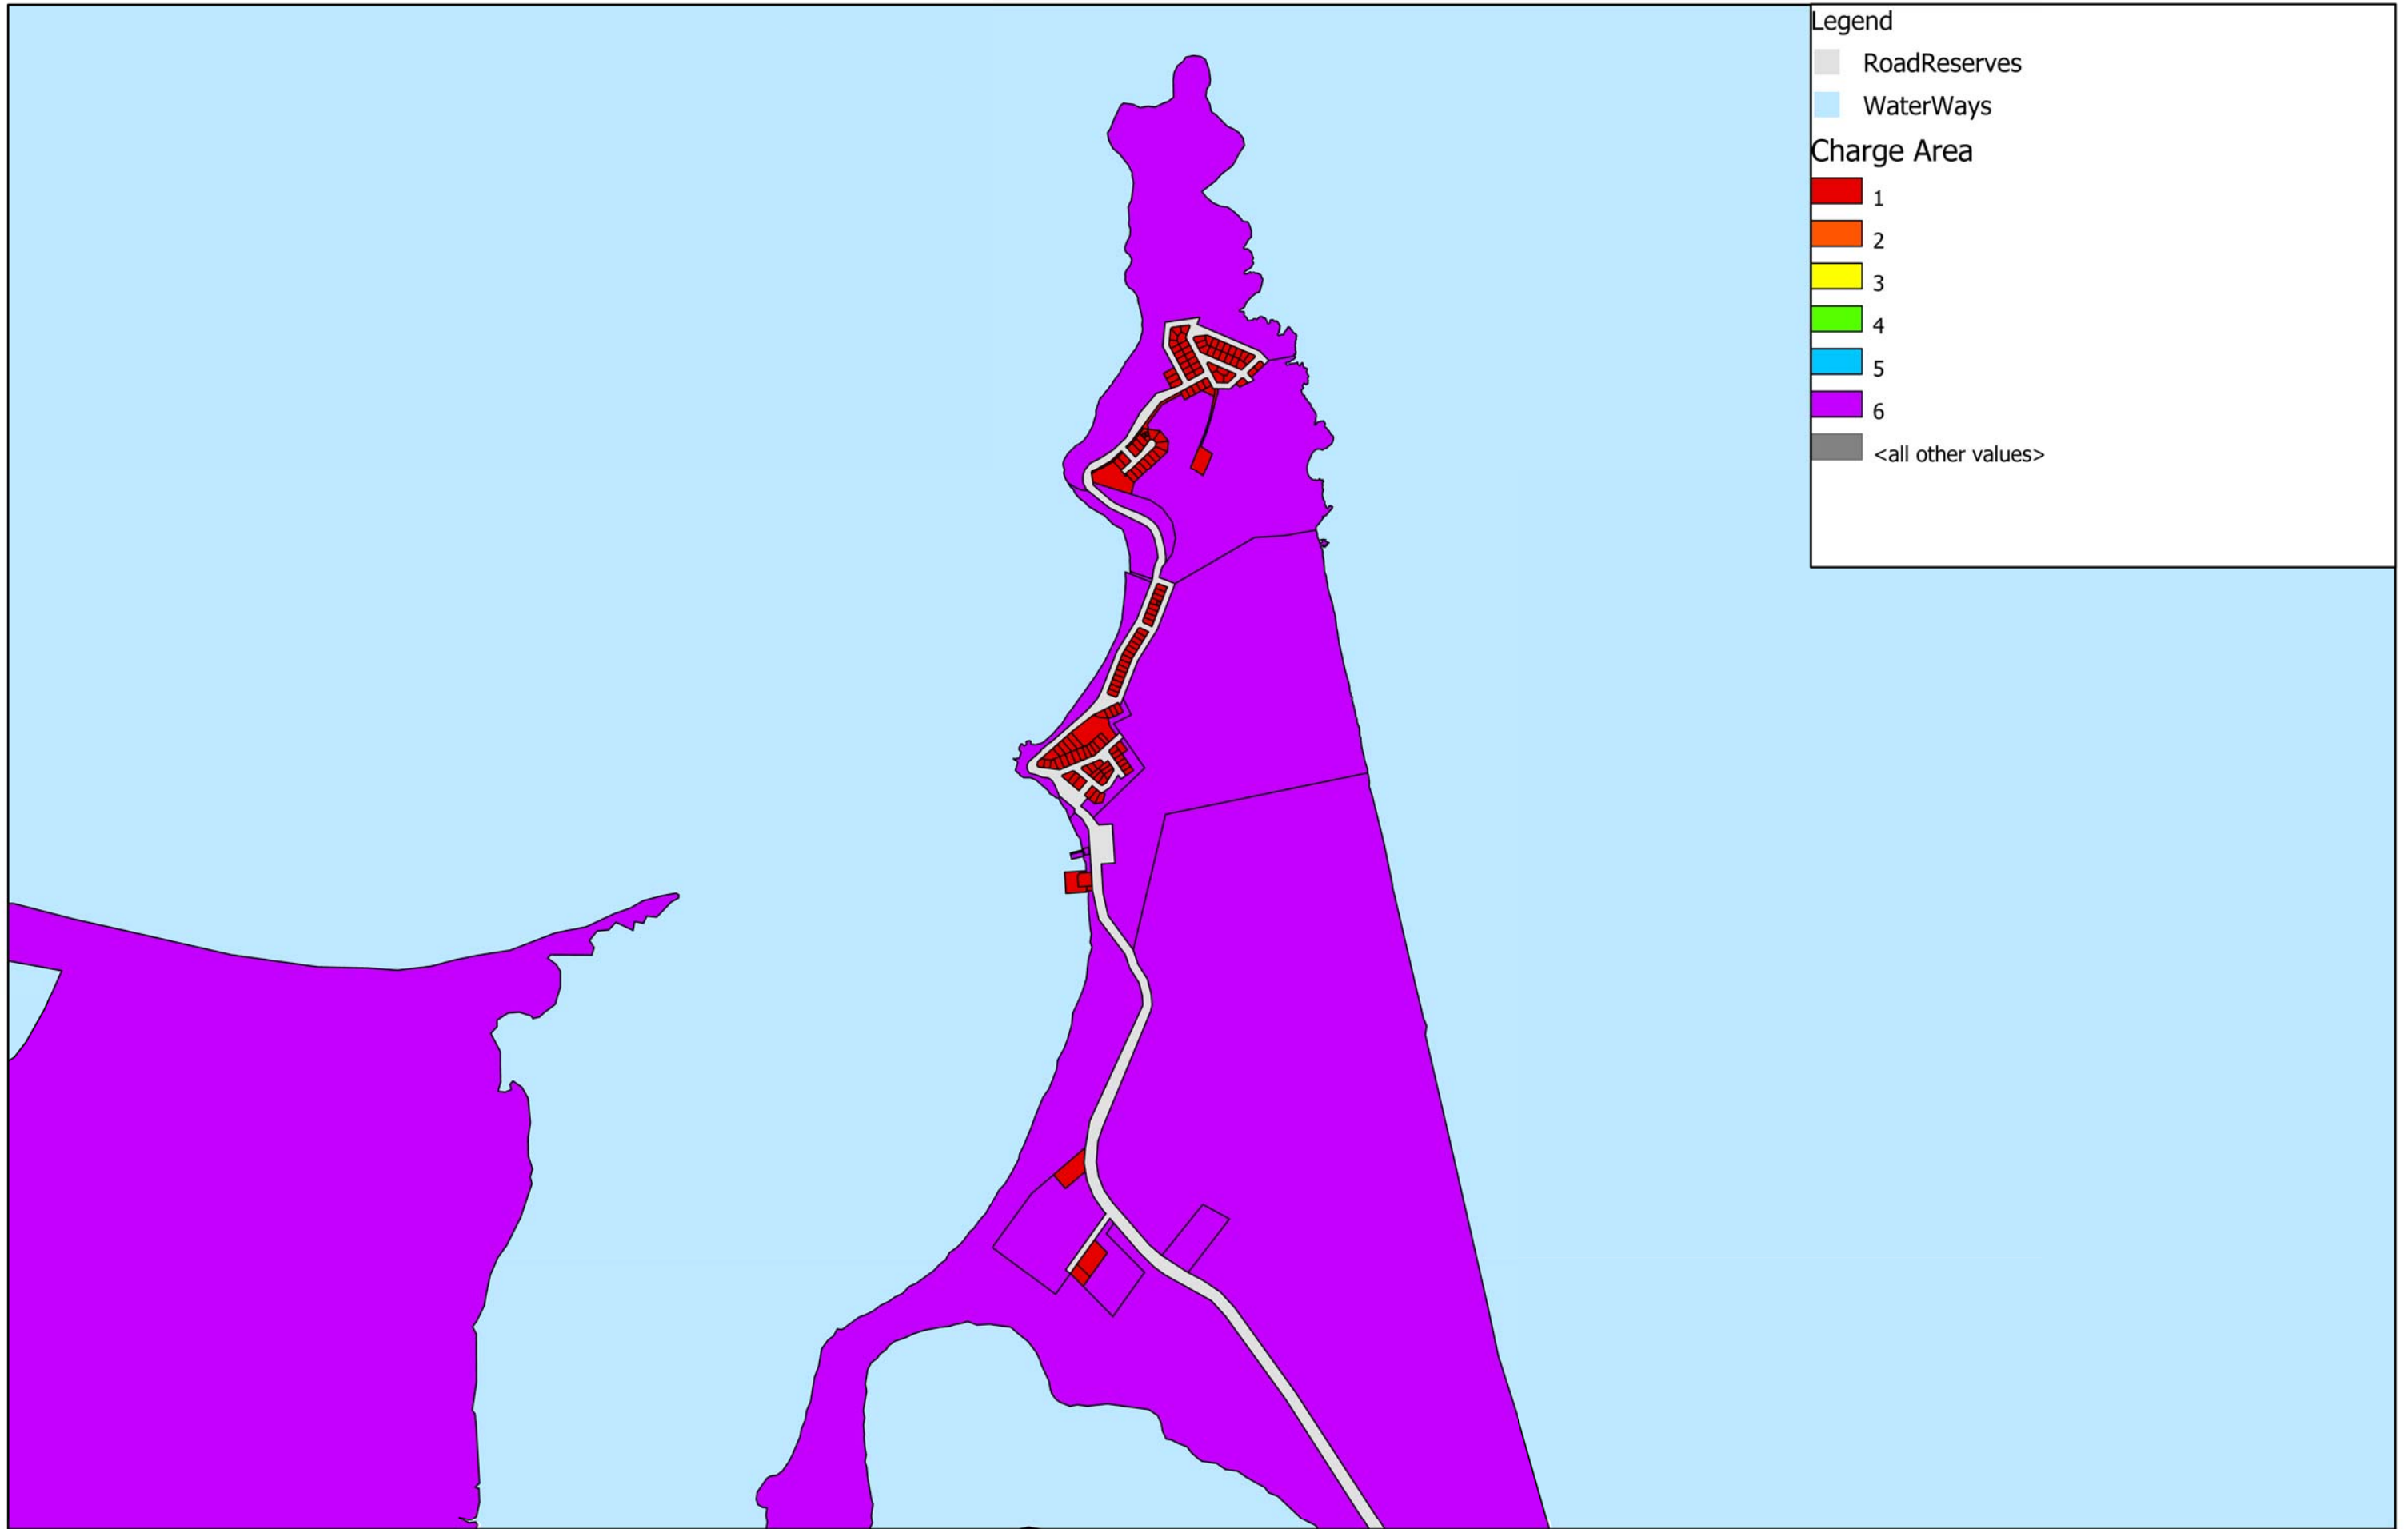 Legend
RoadReserves
WaterWays
Charge Area
1
2
3
4
5
6
<all other values>